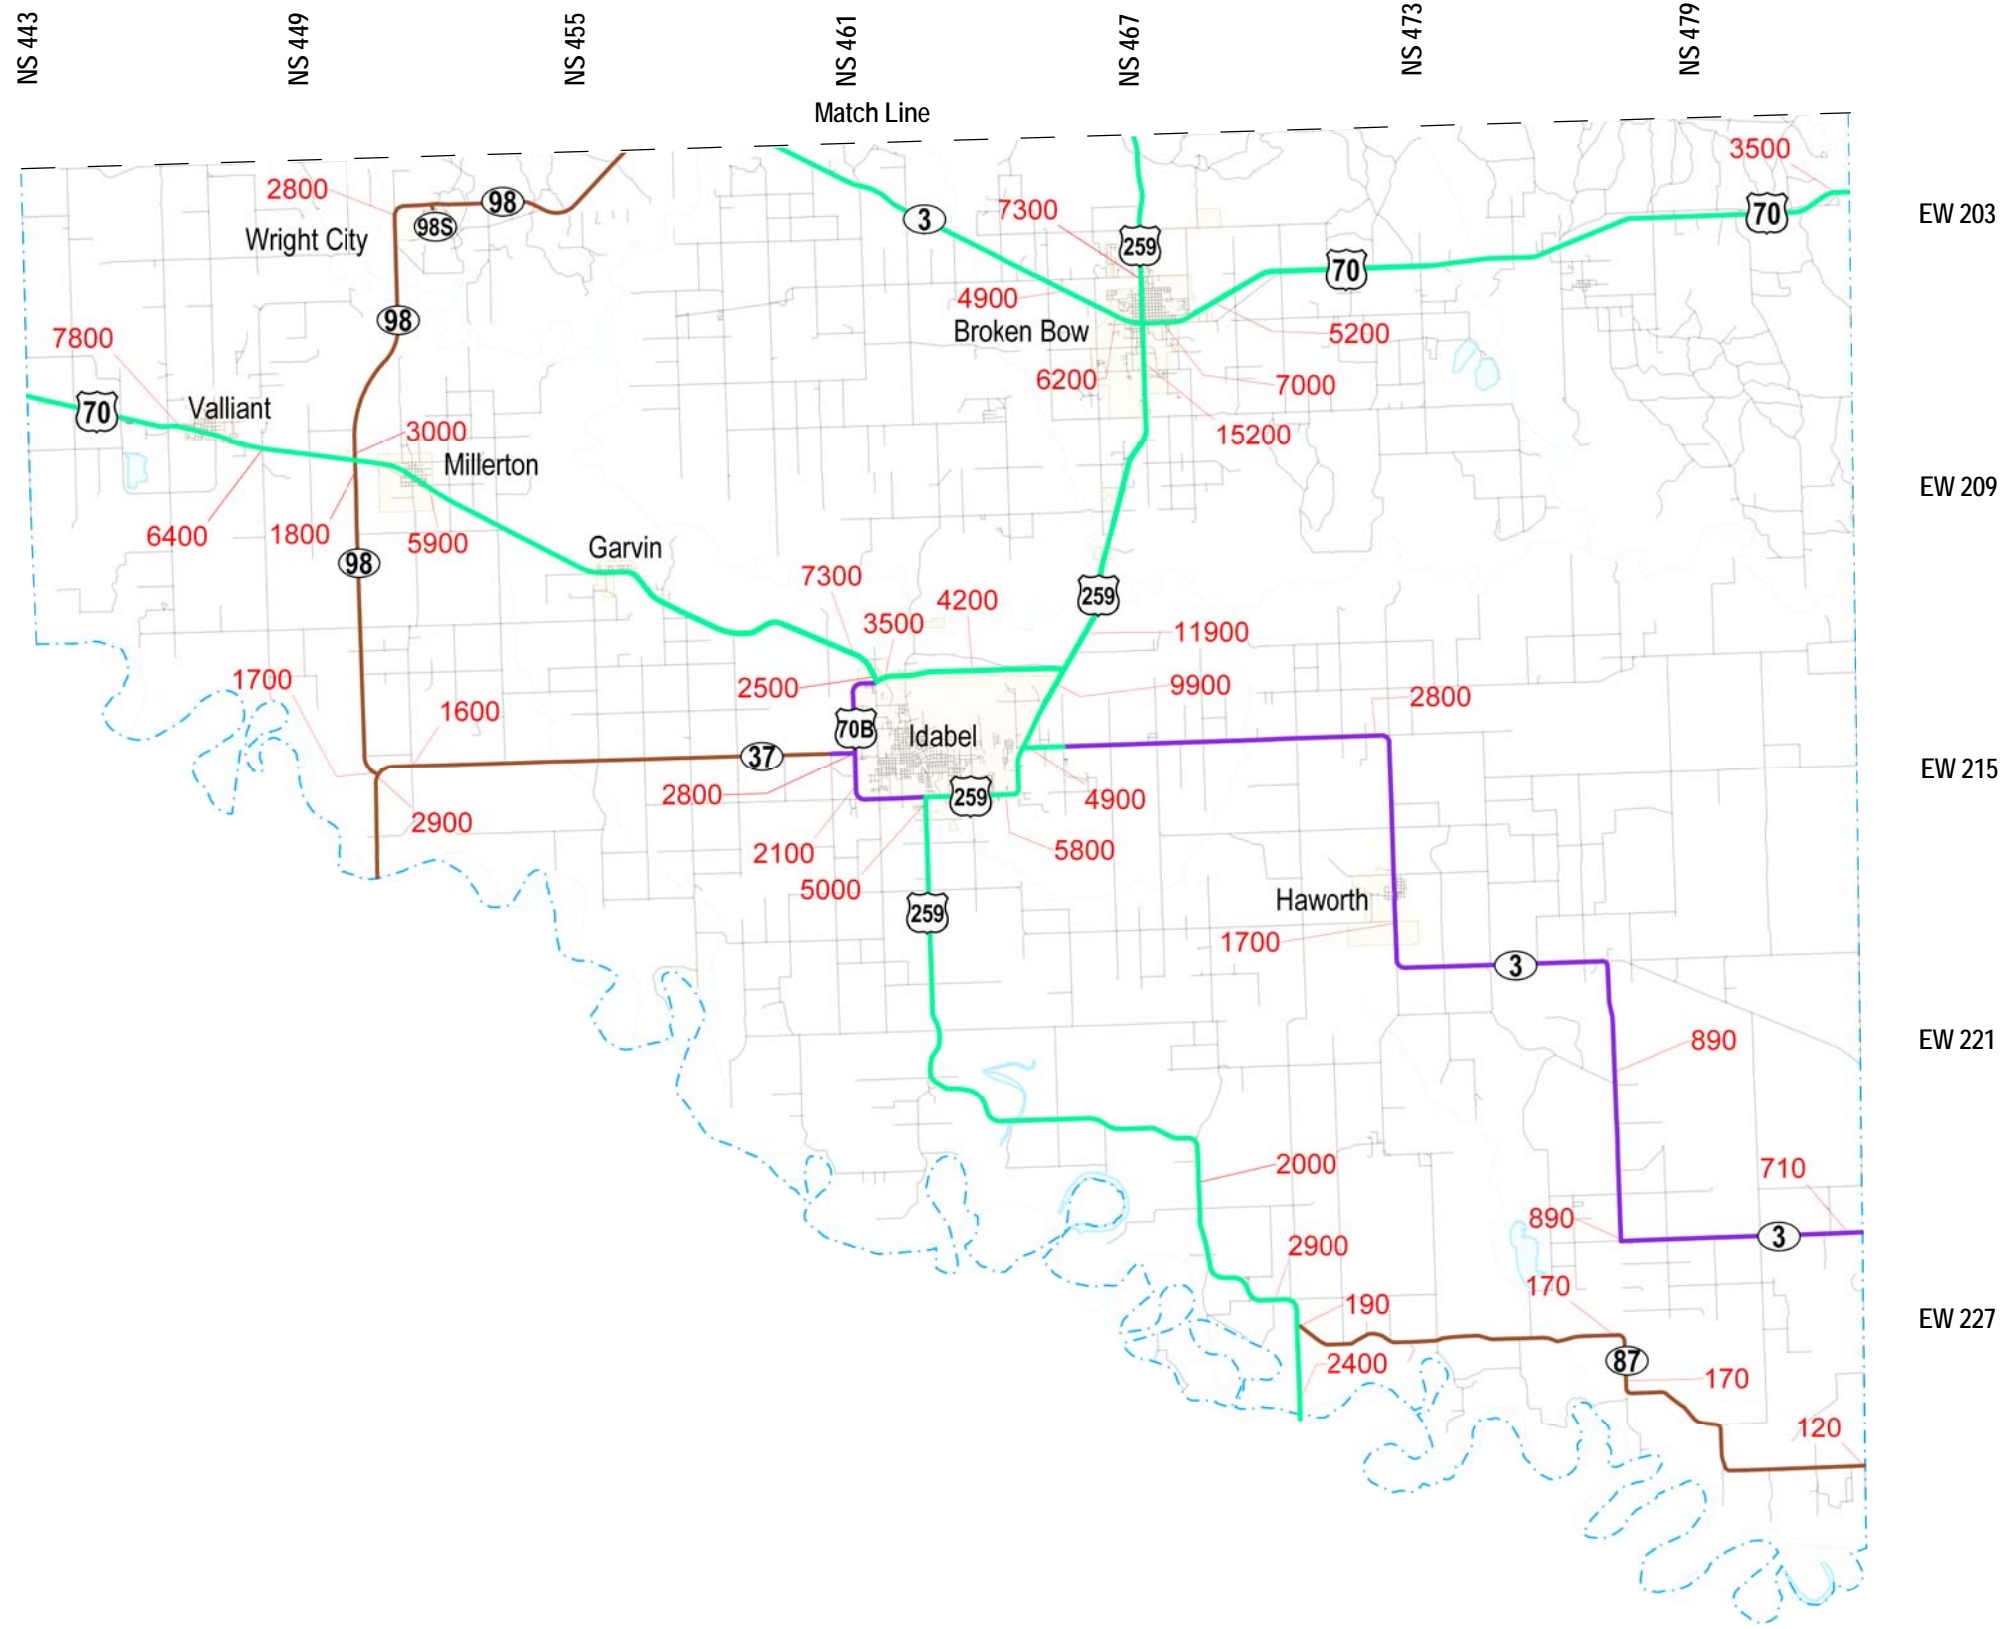 NS 443
NS 449
NS 455
NS 461
NS 467
NS 473
NS 479
Match Line
3500
2800
98
98S
Wright City
3
7300
259
70
70
EW 203
98
4900
Broken Bow
5200
7800
6200
7000
70
Valliant
3000
15200
Millerton
6400
1800
5900
EW 209
98
Garvin
7300
4200
259
3500
11900
1700
2500
9900
2800
1600
70B
Idabel
37
2800
259
4900
EW 215
2900
2100
5800
5000
259
Haworth
1700
3
890
EW 221
2000
710
890
3
2900
170
190
EW 227
2400
87
170
120